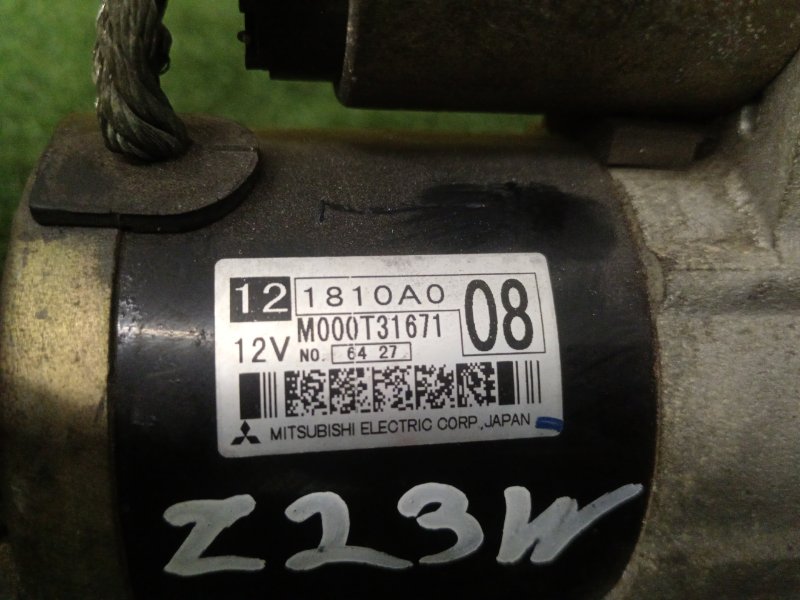 12 1810A0 08
12V M000T31671
NO. 64 27
MITSUBISHI ELECTRIC CORP.,JAPAN
Z23W